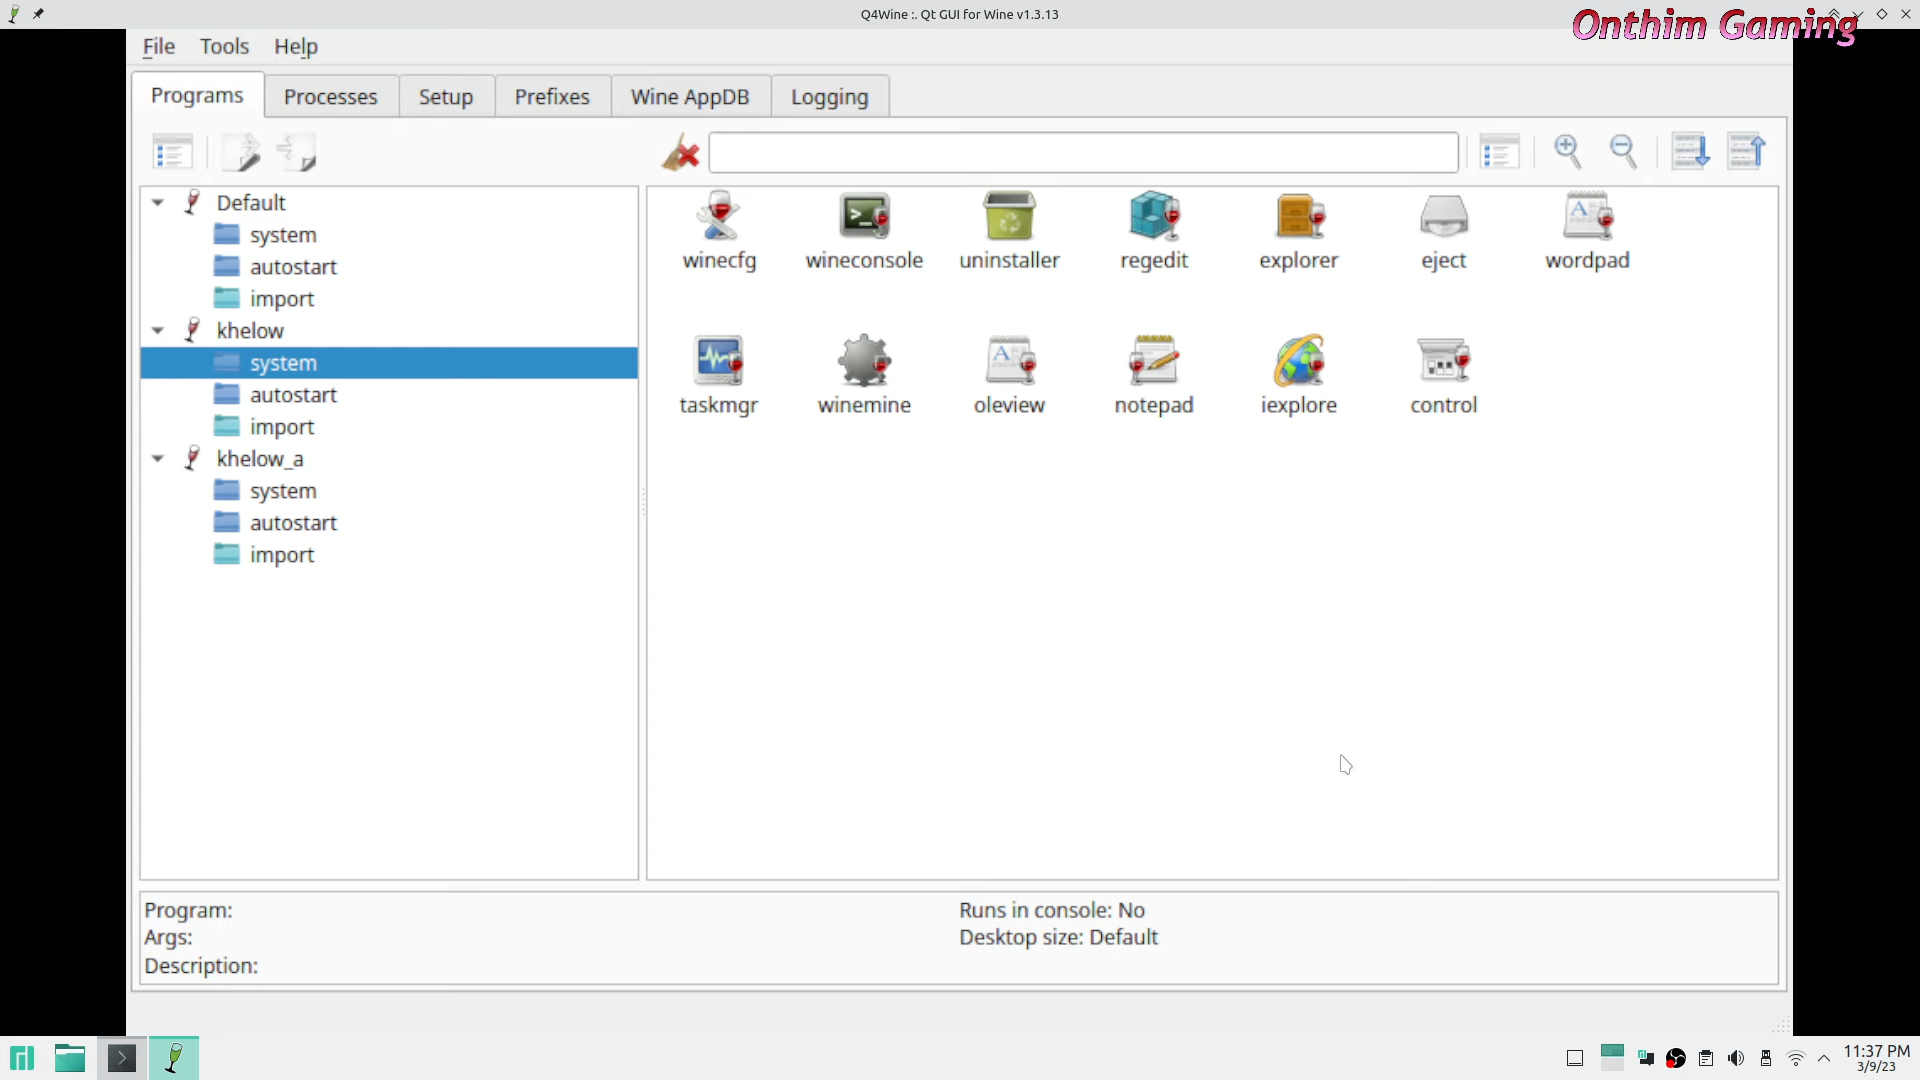 Q4Wine :. Qt GUI for Wine v1.3.13
Onthim Gaming
File Tools Help
Programs Processes Setup Prefixes Wine AppDB Logging
Default
system
autostart
import
khelow
system
autostart
import
khelow_a
system
autostart
import
winecfg wineconsole uninstaller regedit explorer eject wordpad
taskmgr winemine oleview notepad iexplore control
Program:
Args:
Description:
Runs in console: No
Desktop size: Default
11:37 PM
3/9/23